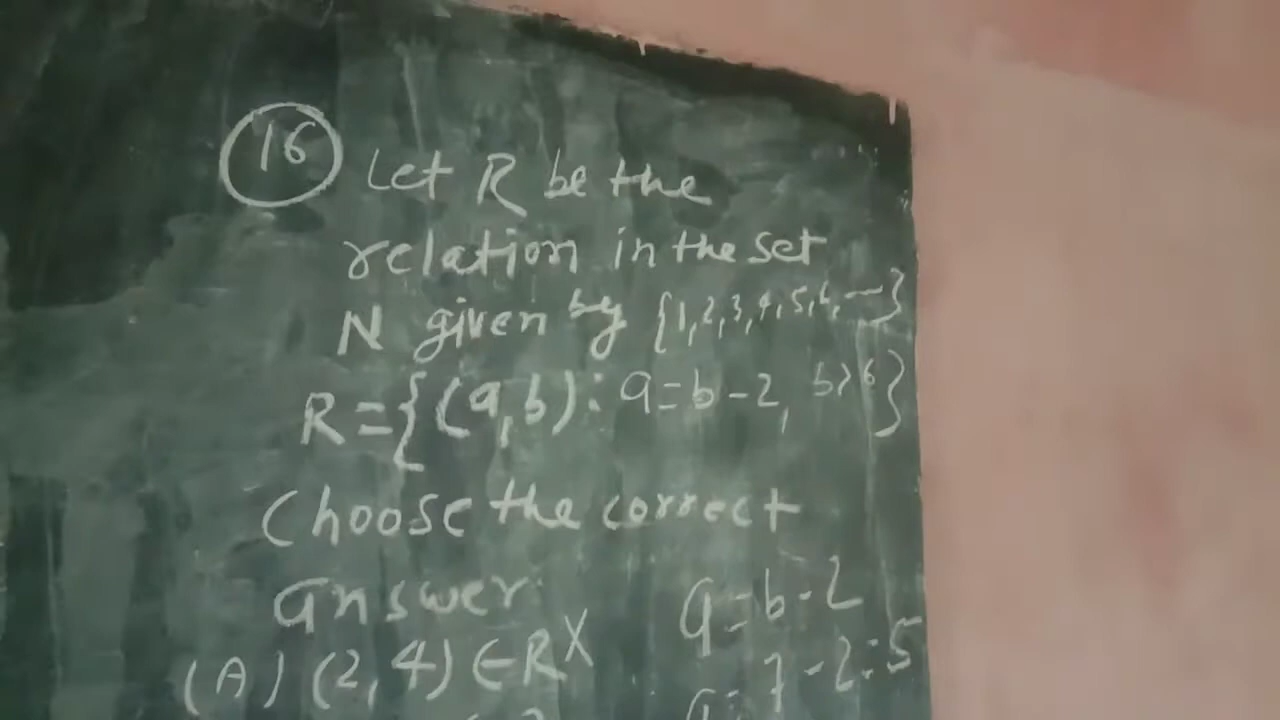 16 Let R be the
relation in the set
N given by {1,2,3,4,5,6,---}
R={(a,b): a=b-2, b>6}
Choose the correct
answer
a=b-2
(A) (2,4)∈R X
7-2=5